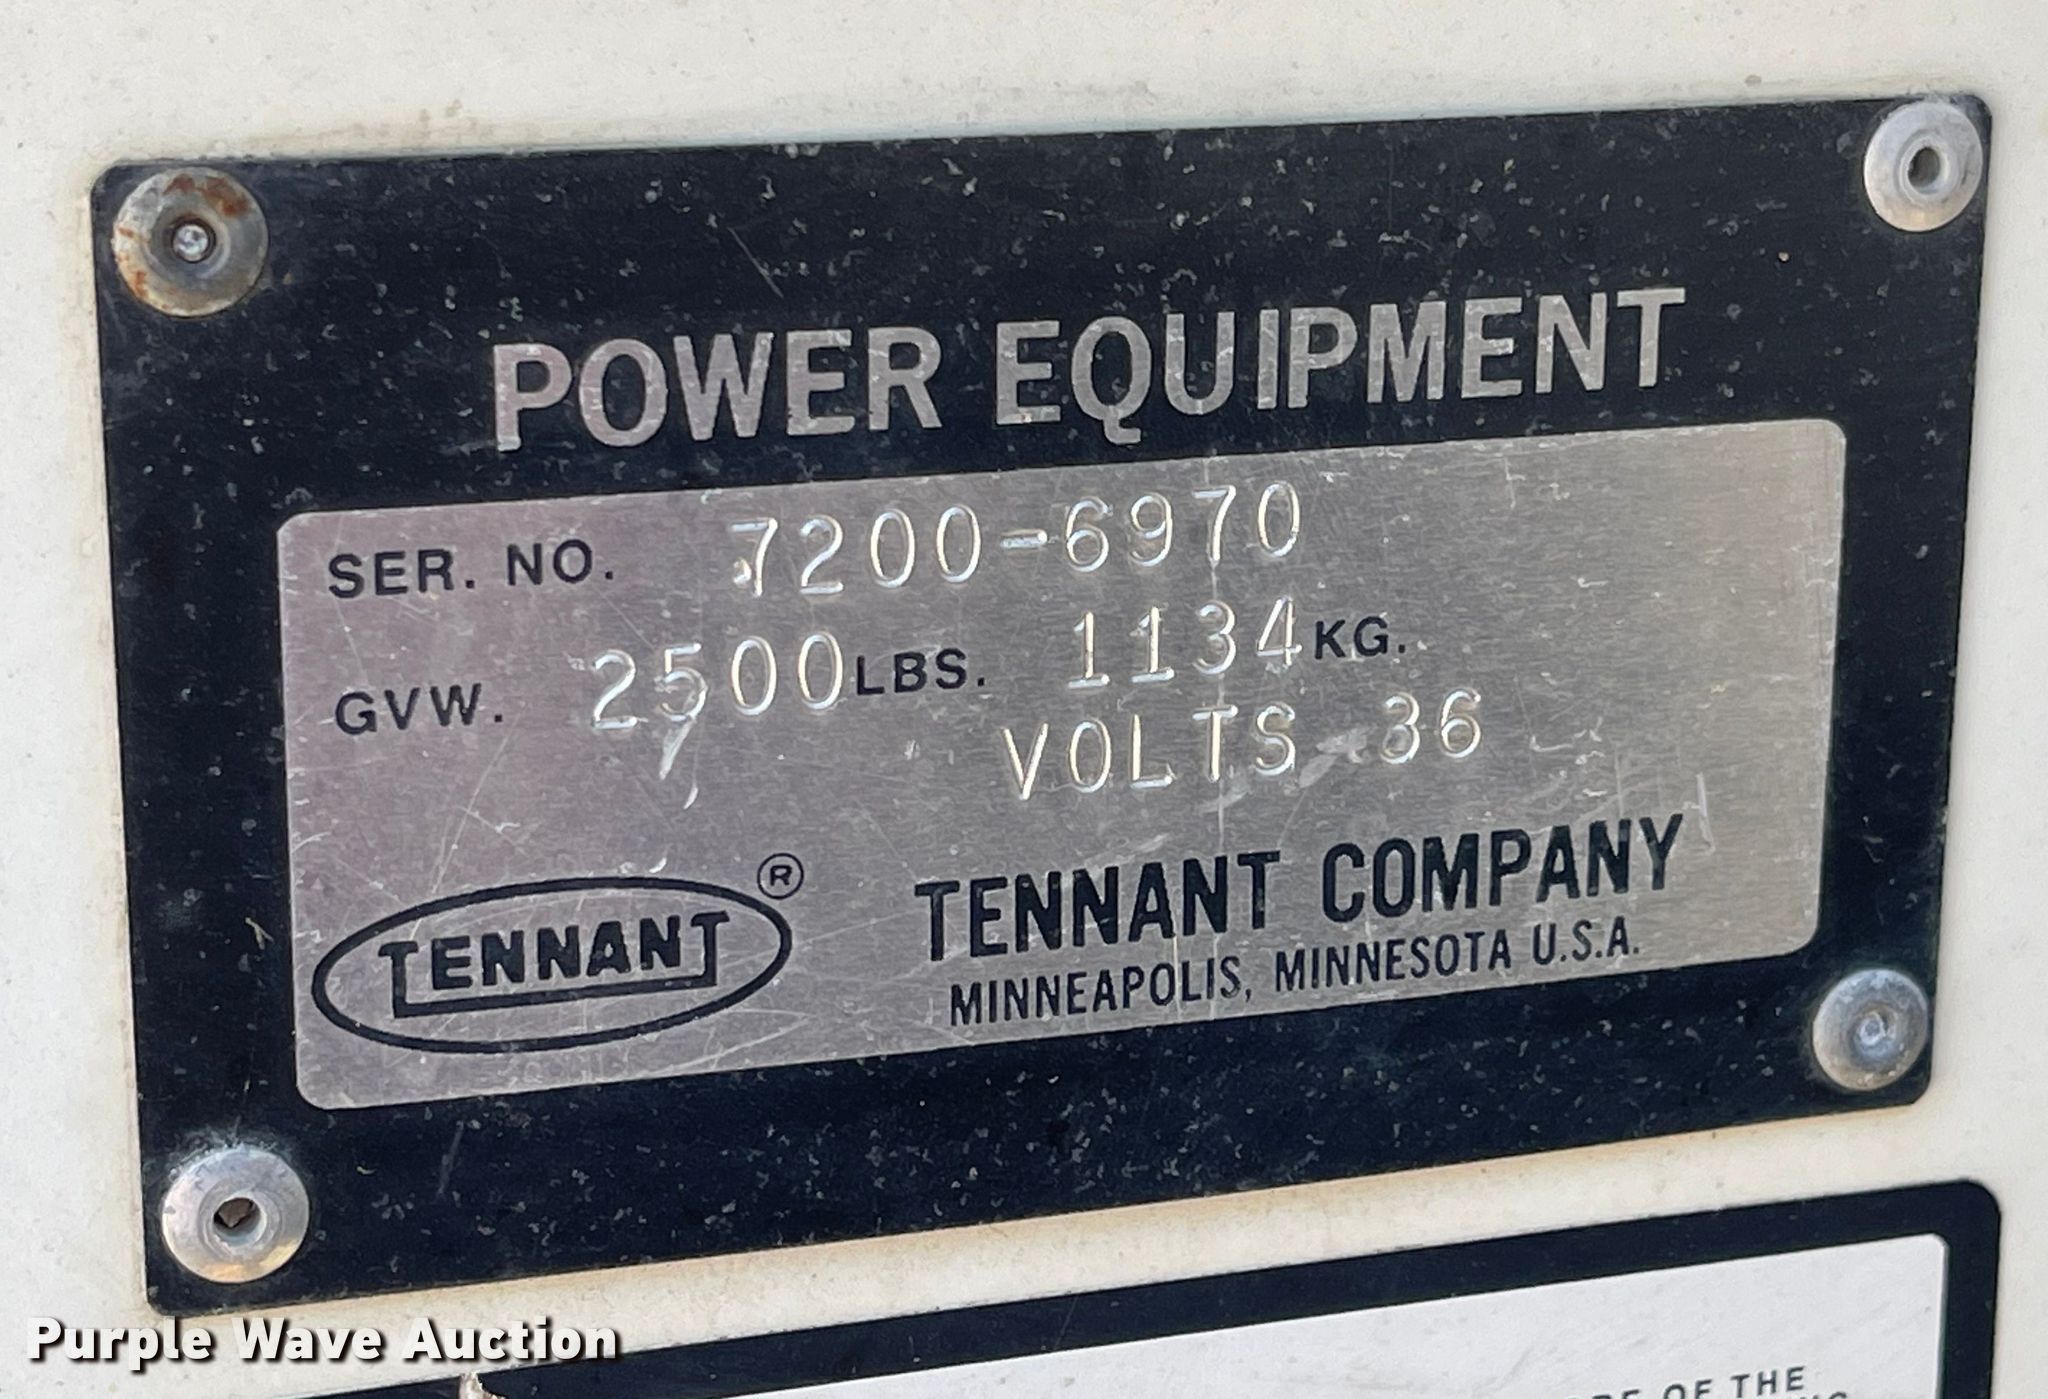 POWER EQUIPMENT
SER. NO. 7200-6970
GVW. 2500 LBS. 1134 KG.
VOLTS 36
TENNANT ®
TENNANT COMPANY
MINNEAPOLIS, MINNESOTA U.S.A.
OF THE
Purple Wave Auction